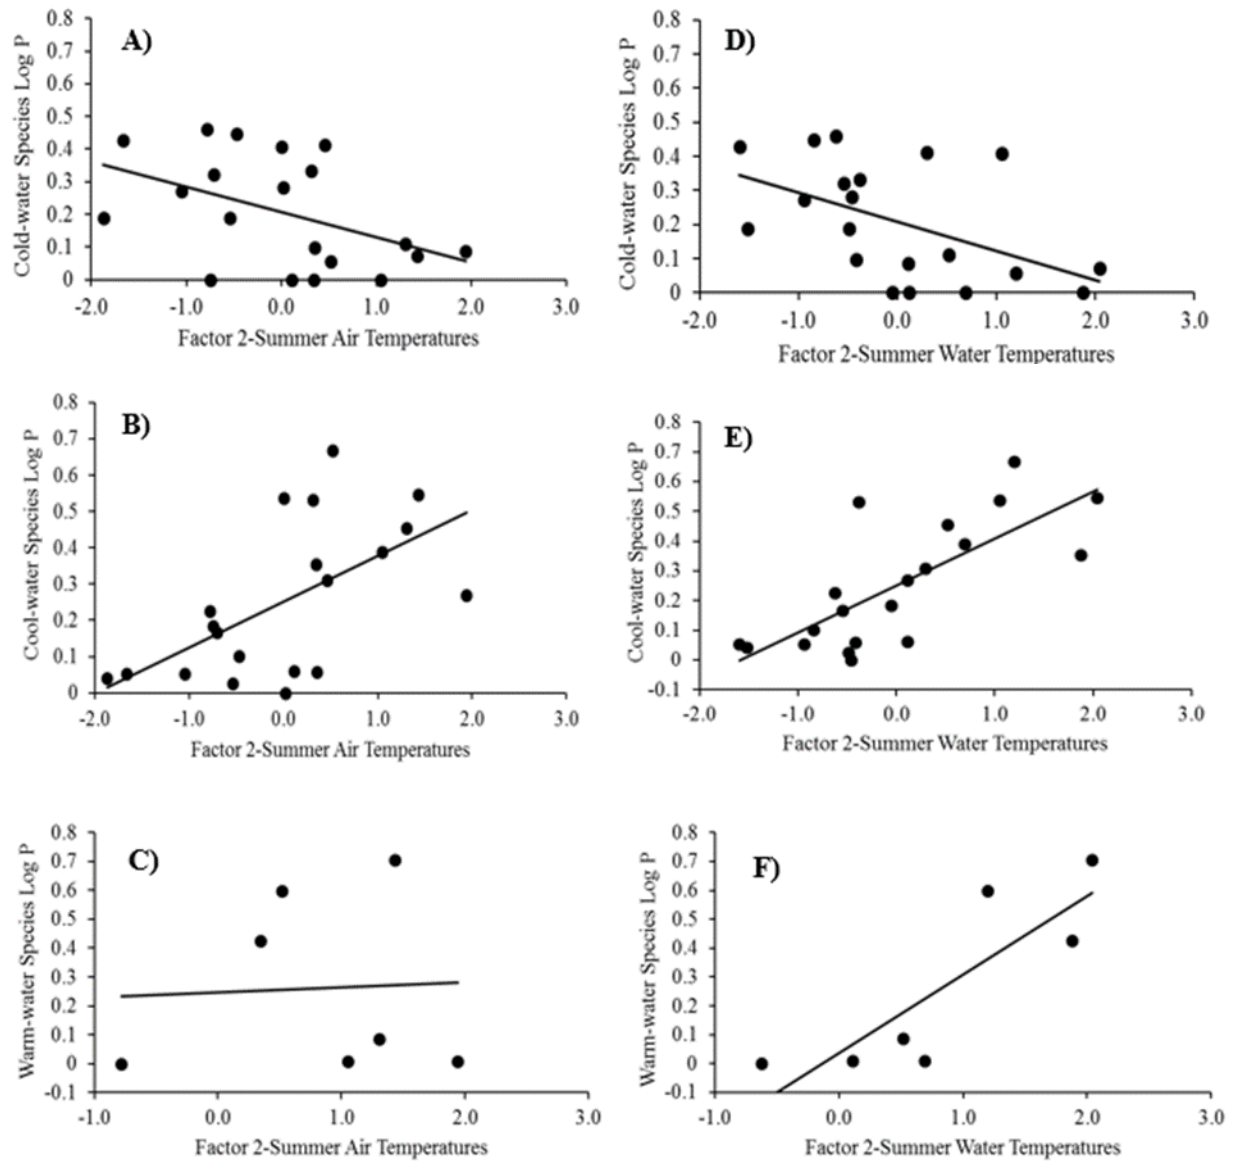 A)
Cold-water Species Log P
0.8
0.7
0.6
0.5
0.4
0.3
0.2
0.1
0
-2.0 -1.0 0.0 1.0 2.0 3.0
Factor 2-Summer Air Temperatures
D)
Cold-water Species Log P
0.8
0.7
0.6
0.5
0.4
0.3
0.2
0.1
0
-2.0 -1.0 0.0 1.0 2.0 3.0
Factor 2-Summer Water Temperatures
B)
Cool-water Species Log P
0.8
0.7
0.6
0.5
0.4
0.3
0.2
0.1
0
-2.0 -1.0 0.0 1.0 2.0 3.0
Factor 2-Summer Air Temperatures
E)
Cool-water Species Log P
0.8
0.7
0.6
0.5
0.4
0.3
0.2
0.1
0
-0.1
-2.0 -1.0 0.0 1.0 2.0 3.0
Factor 2-Summer Water Temperatures
C)
Warm-water Species Log P
0.8
0.7
0.6
0.5
0.4
0.3
0.2
0.1
0
-0.1
-1.0 0.0 1.0 2.0 3.0
Factor 2-Summer Air Temperatures
F)
Warm-water Species Log P
0.8
0.7
0.6
0.5
0.4
0.3
0.2
0.1
0
-0.1
-1.0 0.0 1.0 2.0 3.0
Factor 2-Summer Water Temperatures